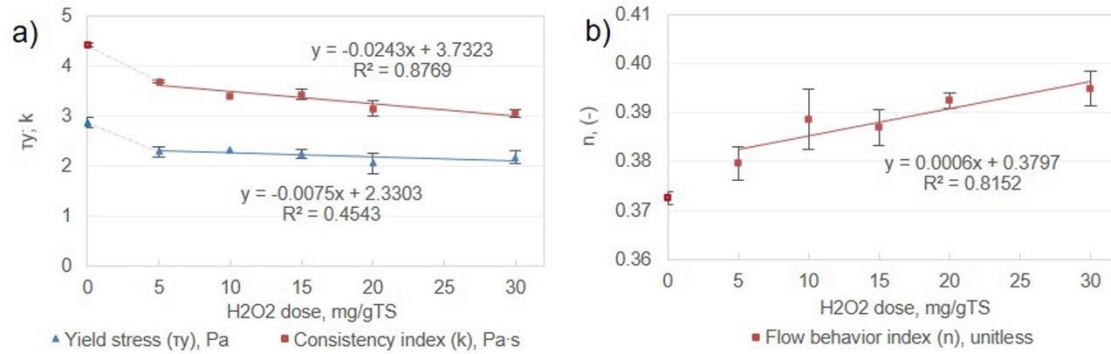 a)
5
4
3
2
1
0
τy; k
y = -0.0243x + 3.7323
R² = 0.8769
y = -0.0075x + 2.3303
R² = 0.4543
0 5 10 15 20 25 30
H2O2 dose, mg/gTS
Yield stress (τy), Pa Consistency index (k), Pa·s
b)
0.41
0.40
0.39
0.38
0.37
0.36
n, (-)
y = 0.0006x + 0.3797
R² = 0.8152
0 5 10 15 20 25 30
H2O2 dose, mg/gTS
Flow behavior index (n), unitless